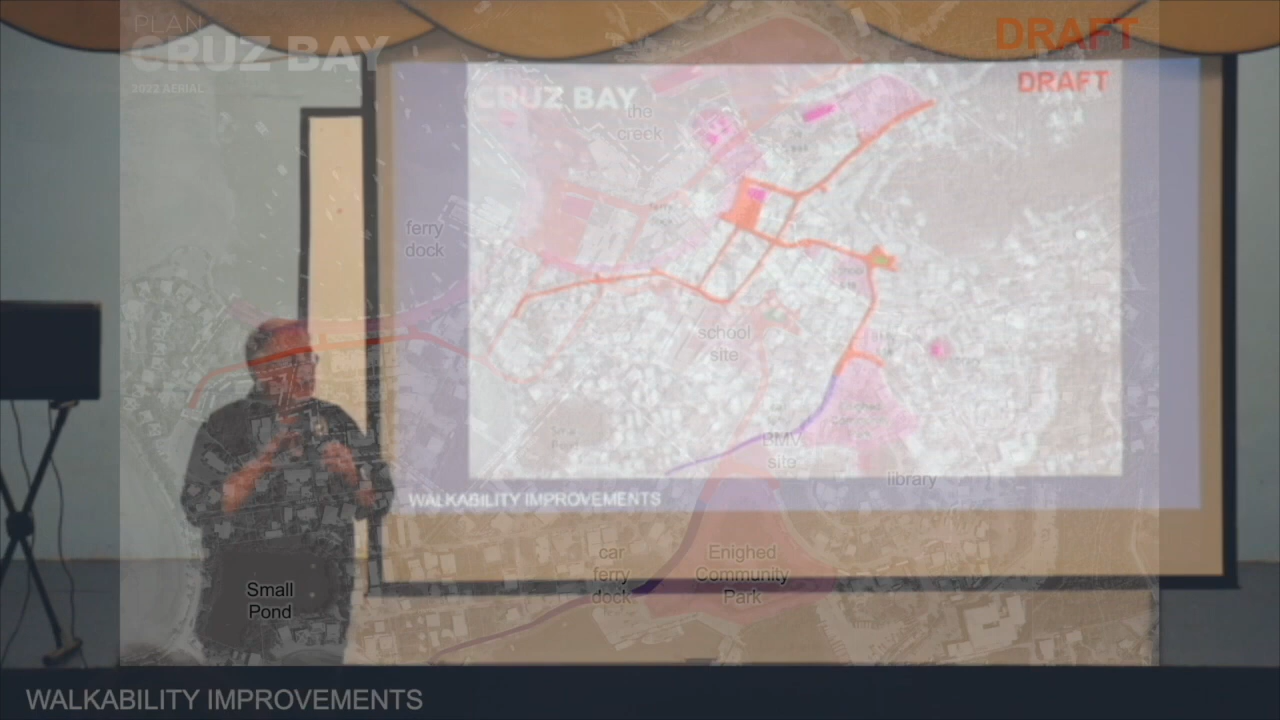 PLAN
CRUZ BAY
2022 AERIAL
DRAFT
DRAFT
CRUZ BAY
the
creek
ferry
dock
school
site
BMV
site
library
WALKABILITY IMPROVEMENTS
car
ferry
dock
Enighed
Community
Park
Small
Pond
WALKABILITY IMPROVEMENTS